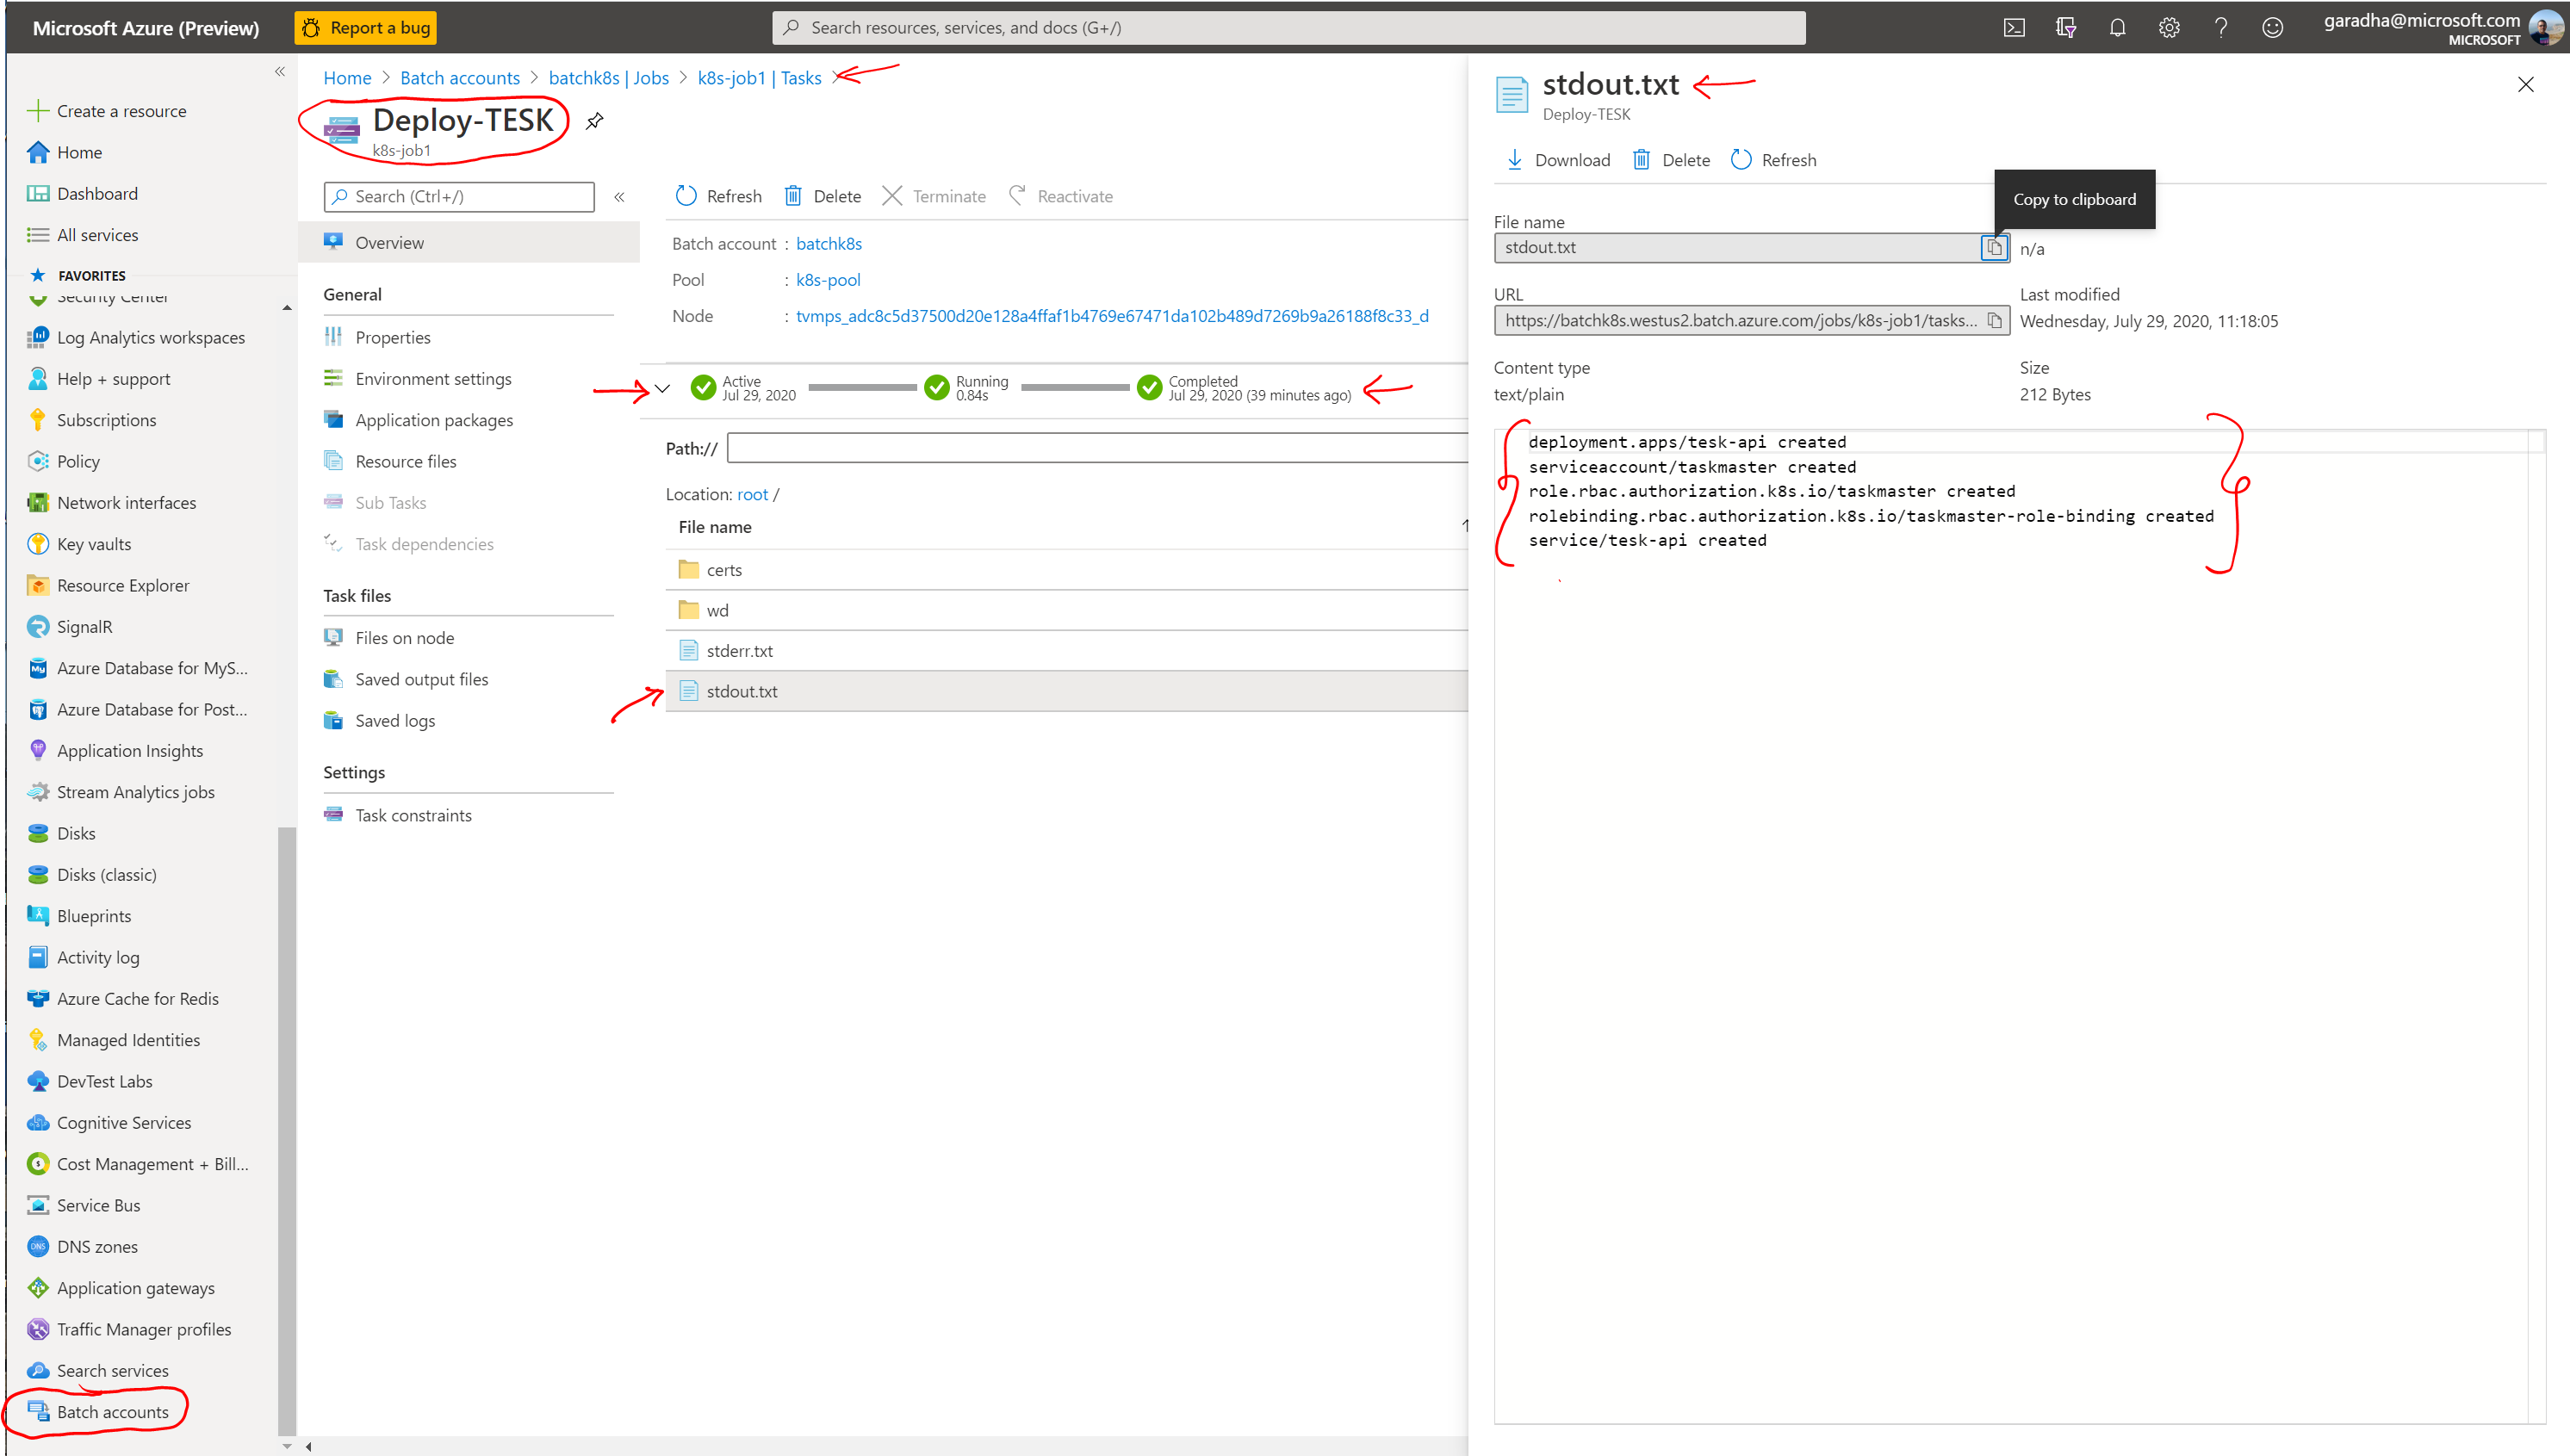 Microsoft Azure (Preview)
Report a bug
Search resources, services, and docs (G+/)
garadha@microsoft.com
MICROSOFT
Create a resource
Home
Dashboard
All services
FAVORITES
Security Center
Log Analytics workspaces
Help + support
Subscriptions
Policy
Network interfaces
Key vaults
Resource Explorer
SignalR
Azure Database for MyS...
Azure Database for Post...
Application Insights
Stream Analytics jobs
Disks
Disks (classic)
Blueprints
Activity log
Azure Cache for Redis
Managed Identities
DevTest Labs
Cognitive Services
Cost Management + Bill...
Service Bus
DNS zones
Application gateways
Traffic Manager profiles
Search services
Batch accounts
Home > Batch accounts > batchk8s | Jobs > k8s-job1 | Tasks >
Deploy-TESK
k8s-job1
Search (Ctrl+/)
Overview
General
Properties
Environment settings
Application packages
Resource files
Sub Tasks
Task dependencies
Task files
Files on node
Saved output files
Saved logs
Settings
Task constraints
Refresh Delete Terminate Reactivate
Batch account : batchk8s
Pool : k8s-pool
Node : tvmps_adc8c5d37500d20e128a4ffaf1b4769e67471da102b489d7269b9a26188f8c33_d
Active
Jul 29, 2020
Running
0.84s
Completed
Jul 29, 2020 (39 minutes ago)
Path://
Location: root /
File name
certs
wd
stderr.txt
stdout.txt
stdout.txt
Deploy-TESK
Download Delete Refresh
Copy to clipboard
File name
stdout.txt
n/a
URL
https://batchk8s.westus2.batch.azure.com/jobs/k8s-job1/tasks...
Last modified
Wednesday, July 29, 2020, 11:18:05
Content type
text/plain
Size
212 Bytes
deployment.apps/tesk-api created
serviceaccount/taskmaster created
role.rbac.authorization.k8s.io/taskmaster created
rolebinding.rbac.authorization.k8s.io/taskmaster-role-binding created
service/tesk-api created